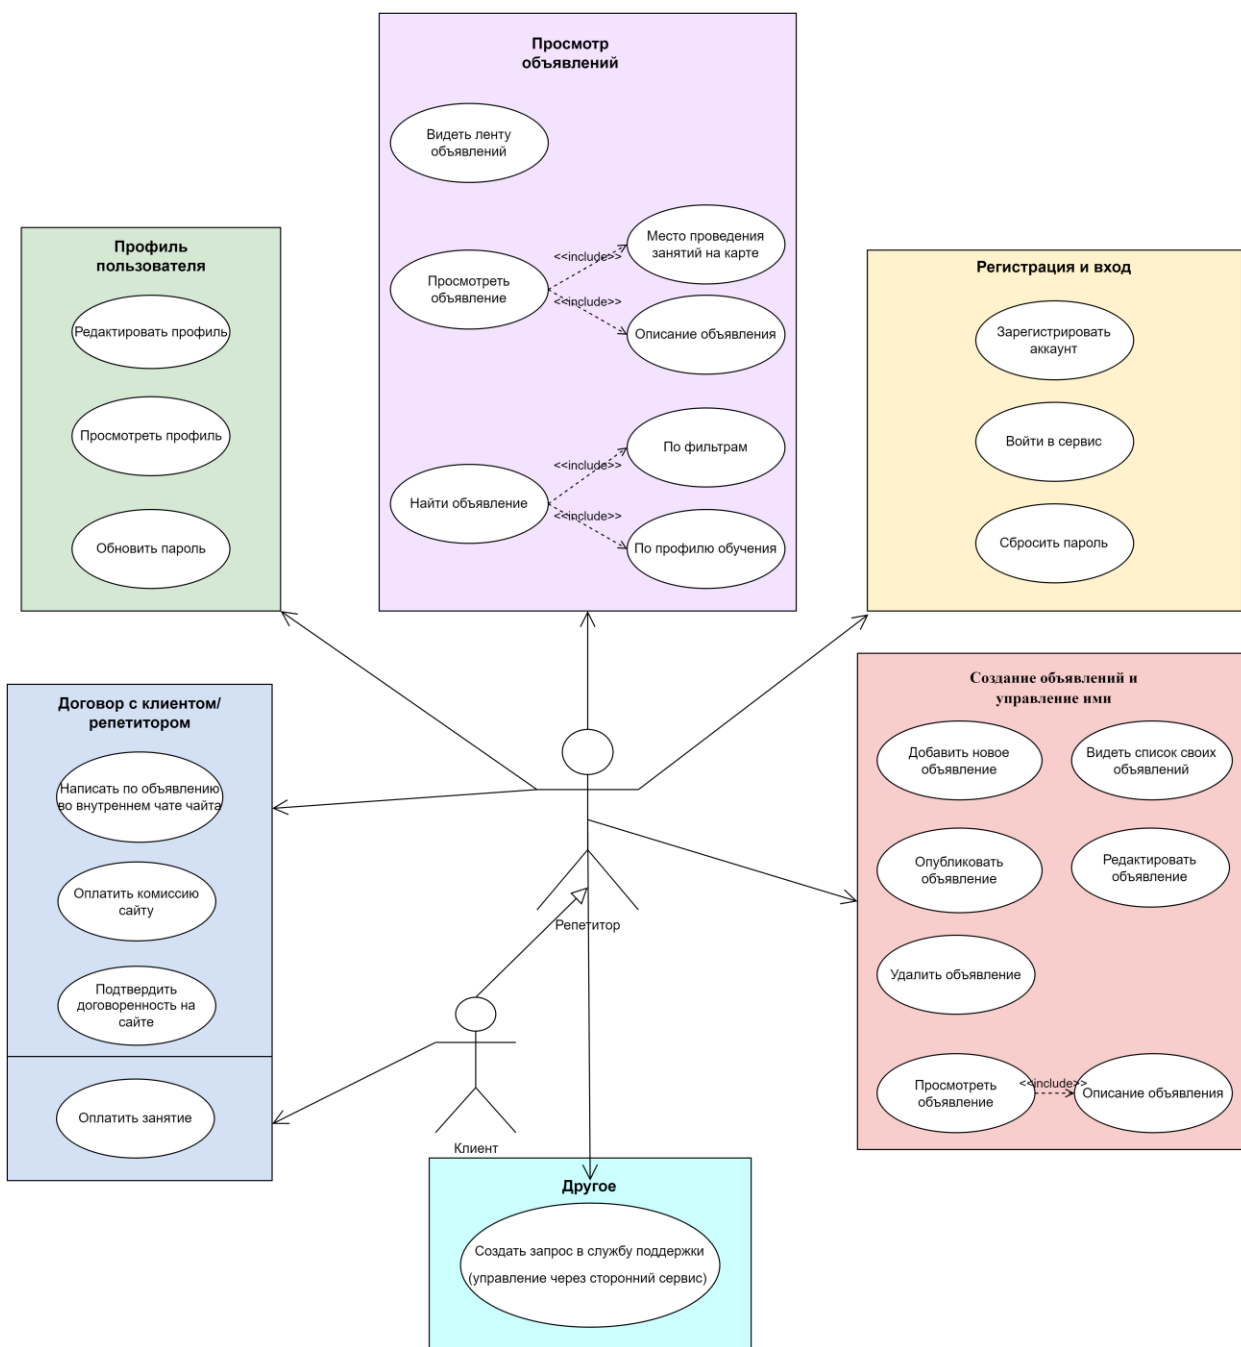 Просмотр
объявлений
Видеть ленту
объявлений
Просмотреть
объявление
<<include>>
<<include>>
Место проведения
занятий на карте
Описание объявления
Найти объявление
<<include>>
<<include>>
По фильтрам
По профилю обучения
Профиль
пользователя
Редактировать профиль
Просмотреть профиль
Обновить пароль
Регистрация и вход
Зарегистрировать
аккаунт
Войти в сервис
Сбросить пароль
Договор с клиентом/
репетитором
Написать по объявлению
во внутреннем чате чайта
Оплатить комиссию
сайту
Подтвердить
договоренность на
сайте
Оплатить занятие
Репетитор
Клиент
Создание объявлений и
управление ими
Добавить новое
объявление
Видеть список своих
объявлений
Опубликовать
объявление
Редактировать
объявление
Удалить объявление
Просмотреть
объявление
<<include>>
Описание объявления
Другое
Создать запрос в службу поддержки
(управление через сторонний сервис)